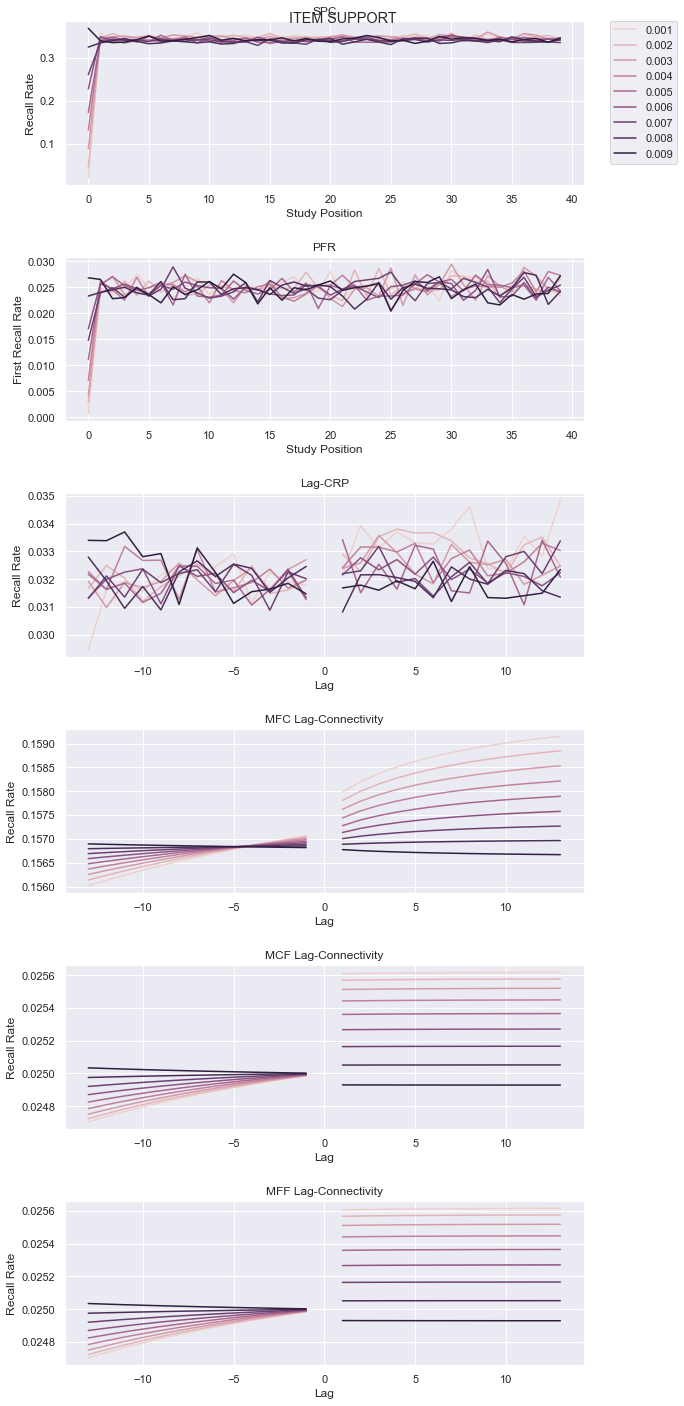 SPC
ITEM SUPPORT
0.3
0.2
0.1
Recall Rate
0 5 10 15 20 25 30 35 40
Study Position
0.001
0.002
0.003
0.004
0.005
0.006
0.007
0.008
0.009
PFR
0.030
0.025
0.020
0.015
0.010
0.005
0.000
First Recall Rate
0 5 10 15 20 25 30 35 40
Study Position
Lag-CRP
0.035
0.034
0.033
0.032
0.031
0.030
Recall Rate
−10 −5 0 5 10
Lag
MFC Lag-Connectivity
0.1590
0.1585
0.1580
0.1575
0.1570
0.1565
0.1560
Recall Rate
−10 −5 0 5 10
Lag
MCF Lag-Connectivity
0.0256
0.0254
0.0252
0.0250
0.0248
Recall Rate
−10 −5 0 5 10
Lag
MFF Lag-Connectivity
0.0256
0.0254
0.0252
0.0250
0.0248
Recall Rate
−10 −5 0 5 10
Lag